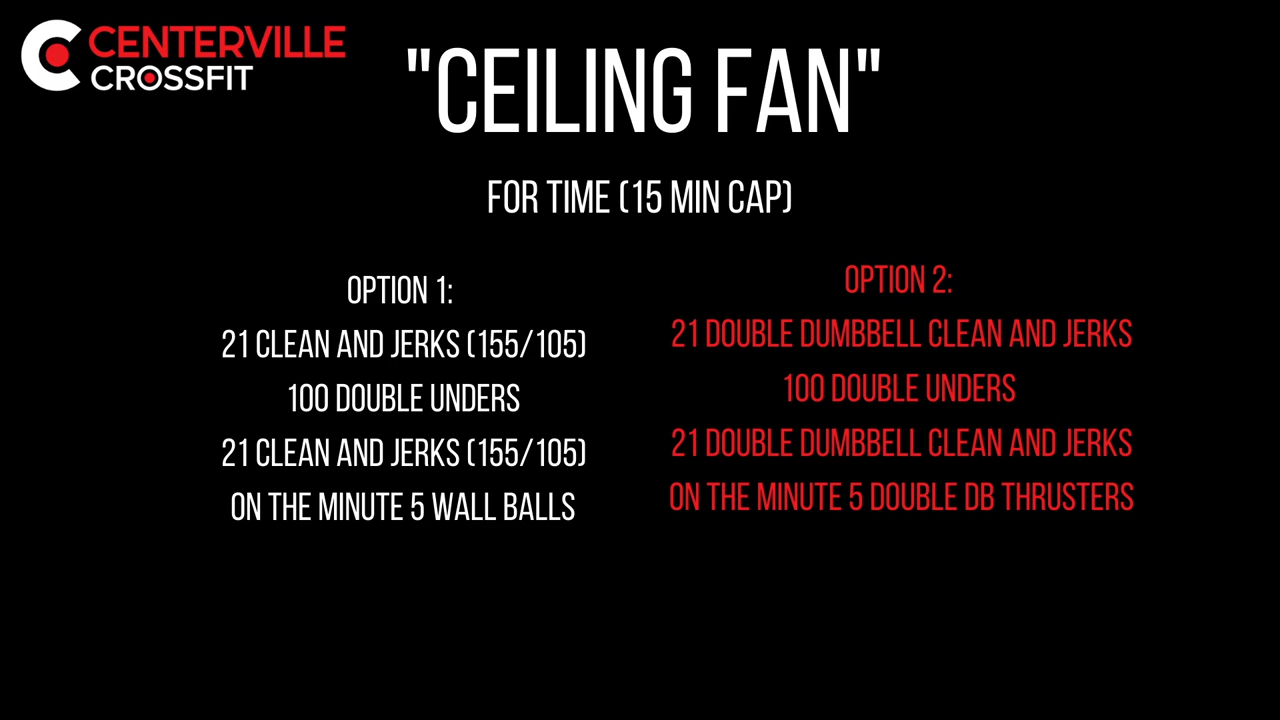 CENTERVILLE
CROSSFIT
"CEILING FAN"
FOR TIME (15 MIN CAP)
OPTION 1:
21 CLEAN AND JERKS (155/105)
100 DOUBLE UNDERS
21 CLEAN AND JERKS (155/105)
ON THE MINUTE 5 WALL BALLS
OPTION 2:
21 DOUBLE DUMBBELL CLEAN AND JERKS
100 DOUBLE UNDERS
21 DOUBLE DUMBBELL CLEAN AND JERKS
ON THE MINUTE 5 DOUBLE DB THRUSTERS